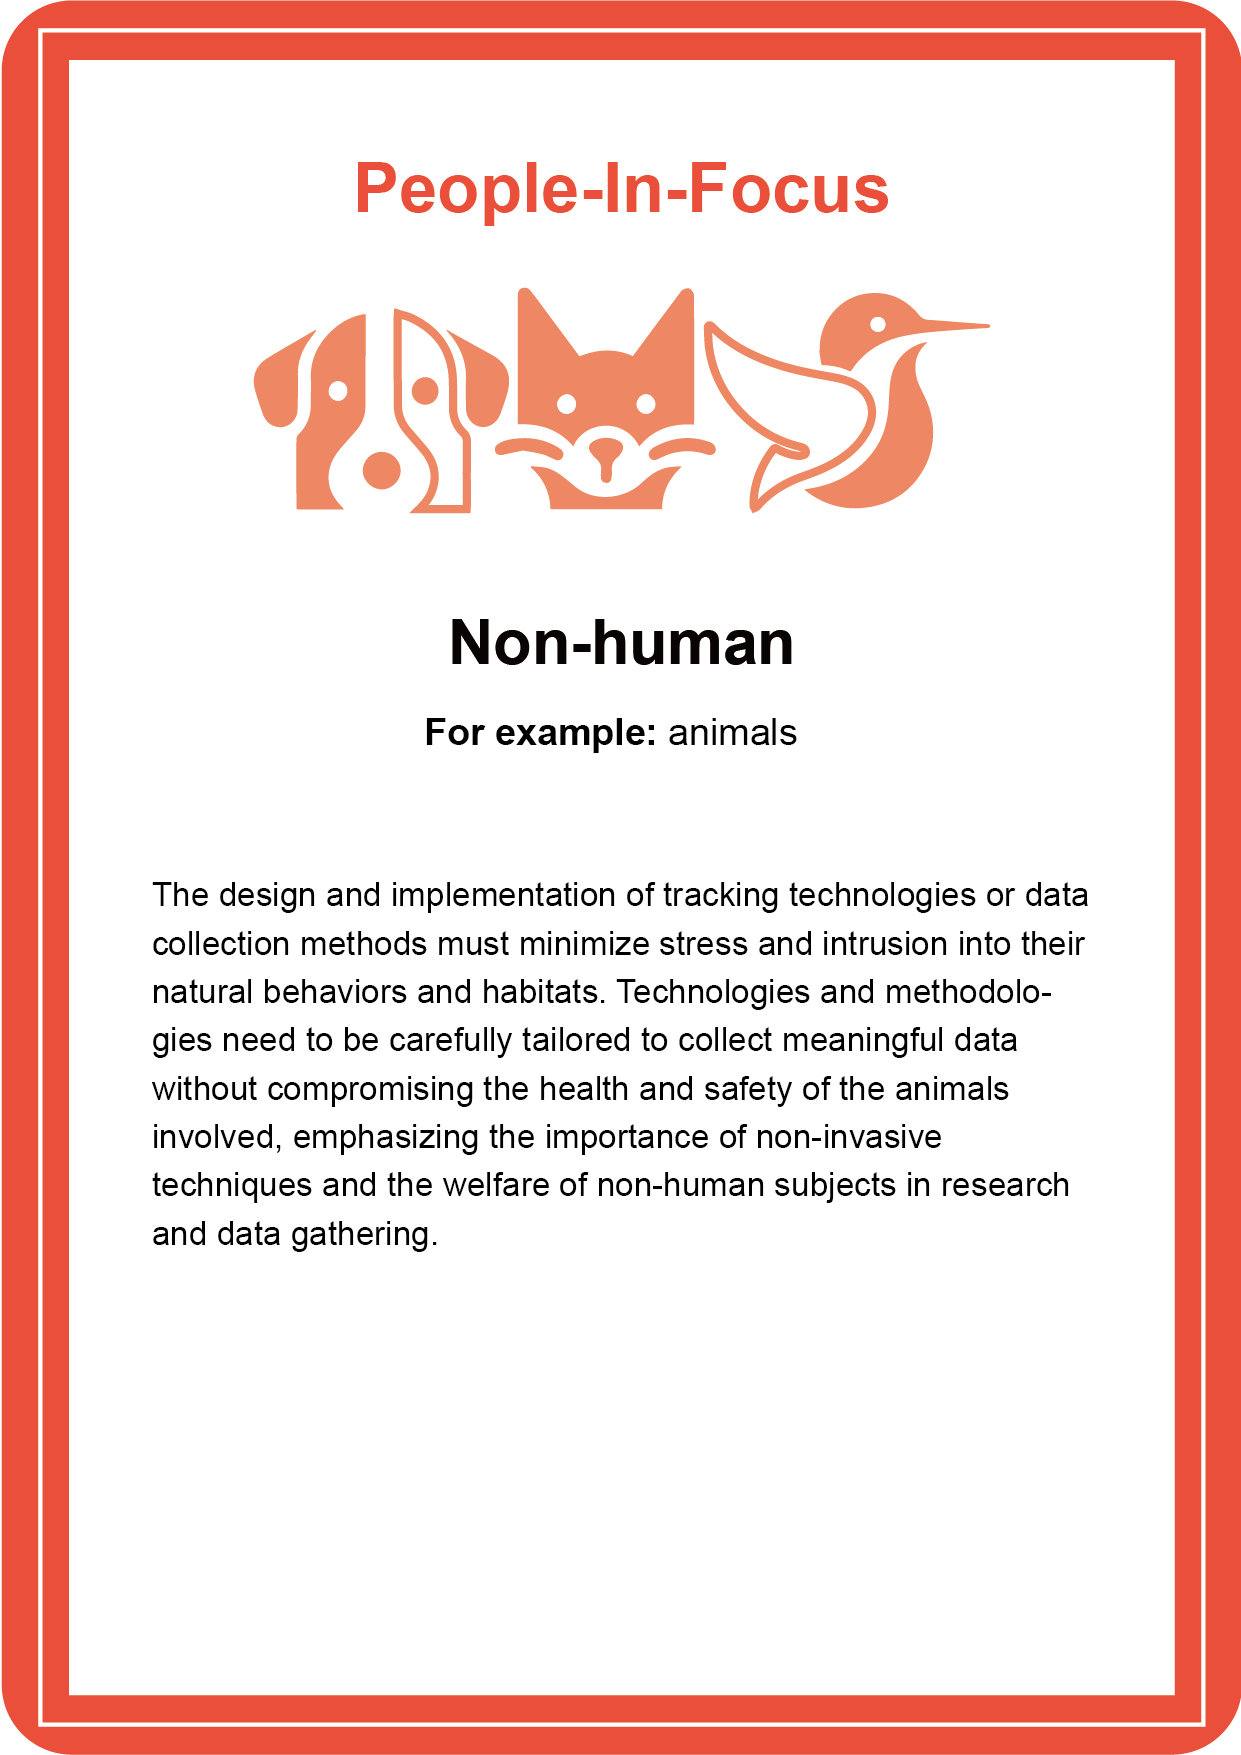 People-In-Focus
Non-human
For example: animals
The design and implementation of tracking technologies or data
collection methods must minimize stress and intrusion into their
natural behaviors and habitats. Technologies and methodolo-
gies need to be carefully tailored to collect meaningful data
without compromising the health and safety of the animals
involved, emphasizing the importance of non-invasive
techniques and the welfare of non-human subjects in research
and data gathering.